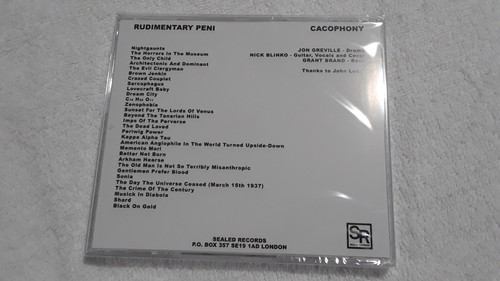 RUDIMENTARY PENI
CACOPHONY
JON GREVILLE - Drums
NICK BLINKO - Guitar, Vocals and Cover
GRANT BRAND - Bass
Thanks to John
Nightgaunts
The Horrors In The Museum
The Only Child
Architectonic And Dominant
The Evil Clergyman
Brown Jenkin
Crazed Couplet
Sarcophagus
Lovecraft Baby
Dream City
Zenophobia
Sunset For The Lords Of Venus
Beyond The Tanarian Hills
Imps Of The Perverse
The Dead Loved
Periwig Power
Kappa Alpha Tau
American Anglophile In The World Turned Upside-Down
Memento Mori
Better Not Born
Arkham Hearse
The Old Man is Not So Terribly Misanthropic
Gentlemen Prefer Blood
Sonia
The Day The Universe Ceased (March 15th 1937)
The Crime Of The Century
Musick In Diabola
Shard
Black On Gold
SEALED RECORDS
P.O. BOX 357 SE19 1AD LONDON
SR